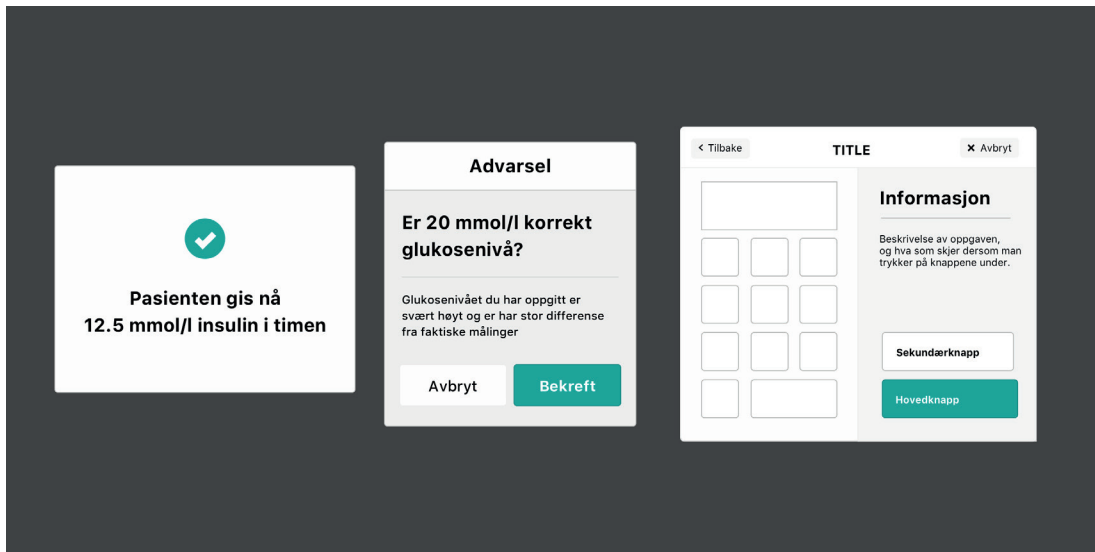 Pasienten gis nå
12.5 mmol/l insulin i timen
Advarsel
Er 20 mmol/l korrekt
glukosenivå?
Glukosenivået du har oppgitt er
svært høyt og er har stor differense
fra faktiske målinger
Avbryt
Bekreft
< Tilbake
TITLE
× Avbryt
Informasjon
Beskrivelse av oppgaven,
og hva som skjer dersom man
trykker på knappene under.
Sekundærknapp
Hovedknapp